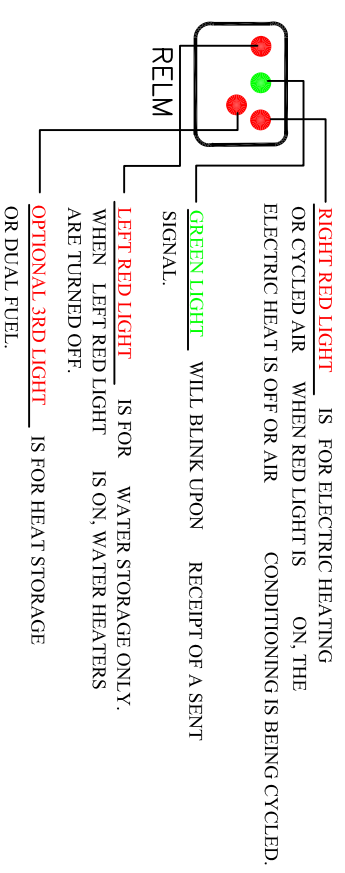 RELM
RIGHT RED LIGHT IS FOR ELECTRIC HEATING
OR CYCLED AIR WHEN RED LIGHT IS ON, THE
ELECTRIC HEAT IS OFF OR AIR CONDITIONING IS BEING CYCLED.
GREEN LIGHT WILL BLINK UPON RECEIPT OF A SENT
SIGNAL.
LEFT RED LIGHT IS FOR WATER STORAGE ONLY.
WHEN LEFT RED LIGHT IS ON, WATER HEATERS
ARE TURNED OFF.
OPTIONAL 3RD LIGHT IS FOR HEAT STORAGE
OR DUAL FUEL.